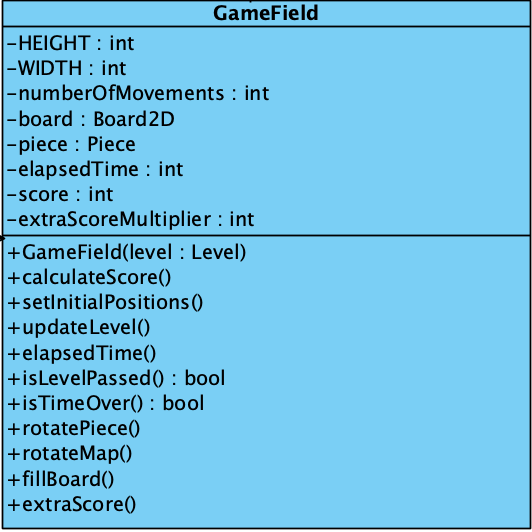 GameField
-HEIGHT : int
-WIDTH : int
-numberOfMovements : int
-board : Board2D
-piece : Piece
-elapsedTime : int
-score : int
-extraScoreMultiplier : int
+GameField(level : Level)
+calculateScore()
+setInitialPositions()
+updateLevel()
+elapsedTime()
+isLevelPassed() : bool
+isTimeOver() : bool
+rotatePiece()
+rotateMap()
+fillBoard()
+extraScore()